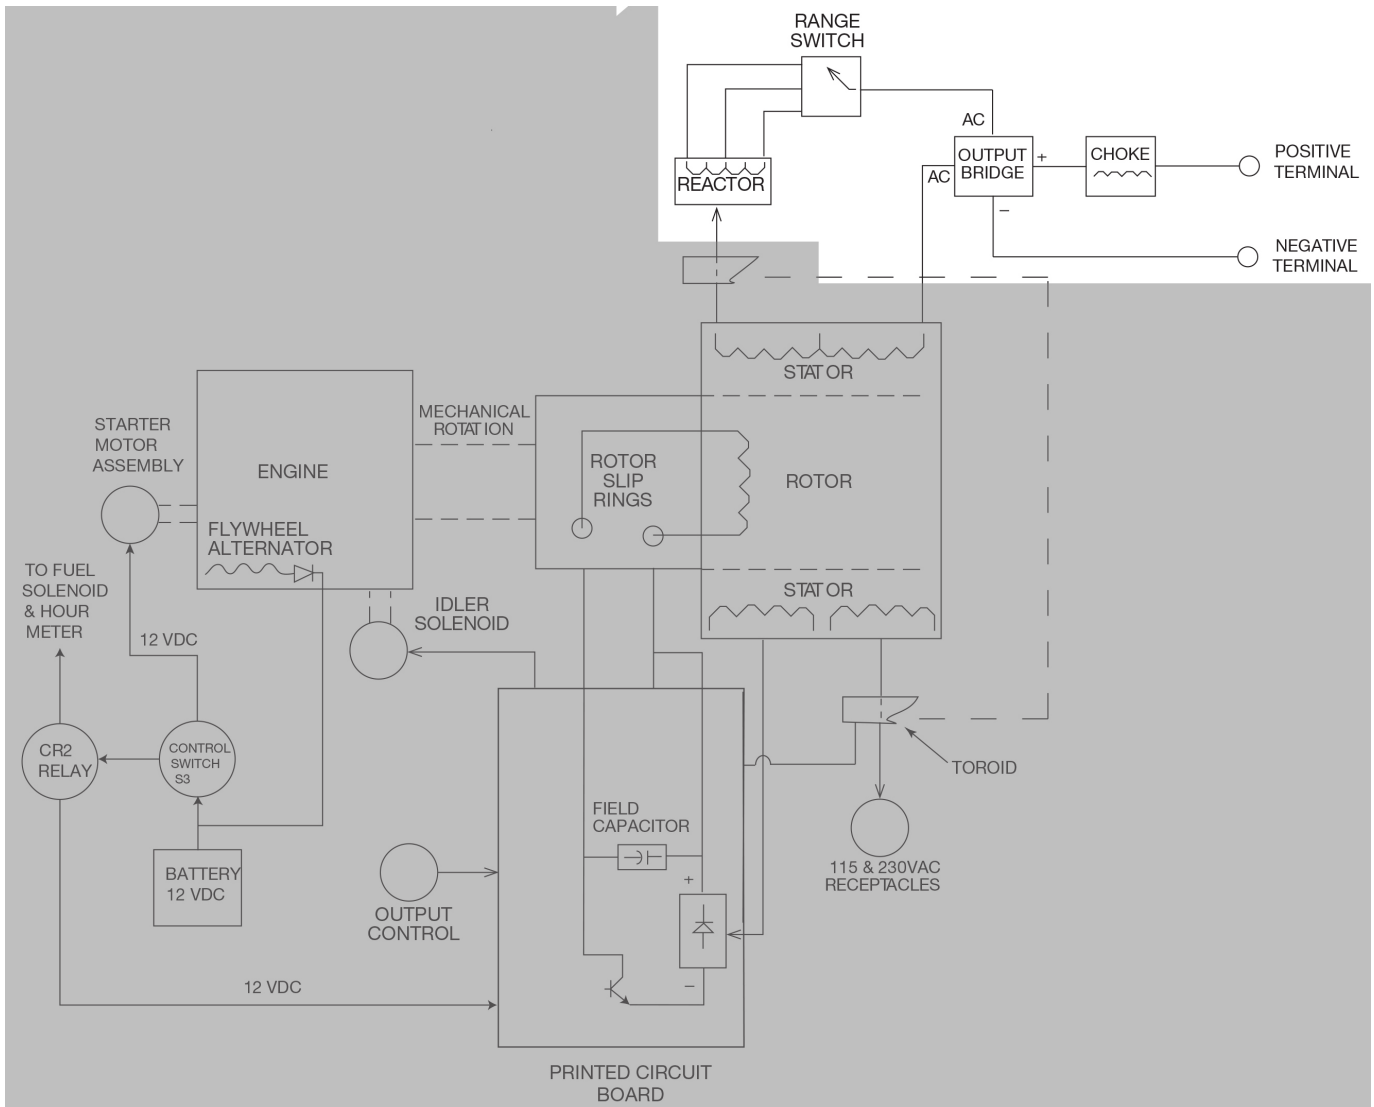 RANGE
SWITCH
AC
OUTPUT
BRIDGE
AC
+
−
CHOKE
POSITIVE
TERMINAL
NEGATIVE
TERMINAL
REACTOR
STATOR
MECHANICAL
ROTATION
STARTER
MOTOR
ASSEMBLY
ENGINE
ROTOR
SLIP
RINGS
ROTOR
FLYWHEEL
ALTERNATOR
TO FUEL
SOLENOID
& HOUR
METER
STATOR
IDLER
SOLENOID
12 VDC
CR2
RELAY
CONTROL
SWITCH
S3
TOROID
FIELD
CAPACITOR
BATTERY
12 VDC
115 & 230VAC
RECEPTACLES
+
OUTPUT
CONTROL
−
12 VDC
PRINTED CIRCUIT
BOARD